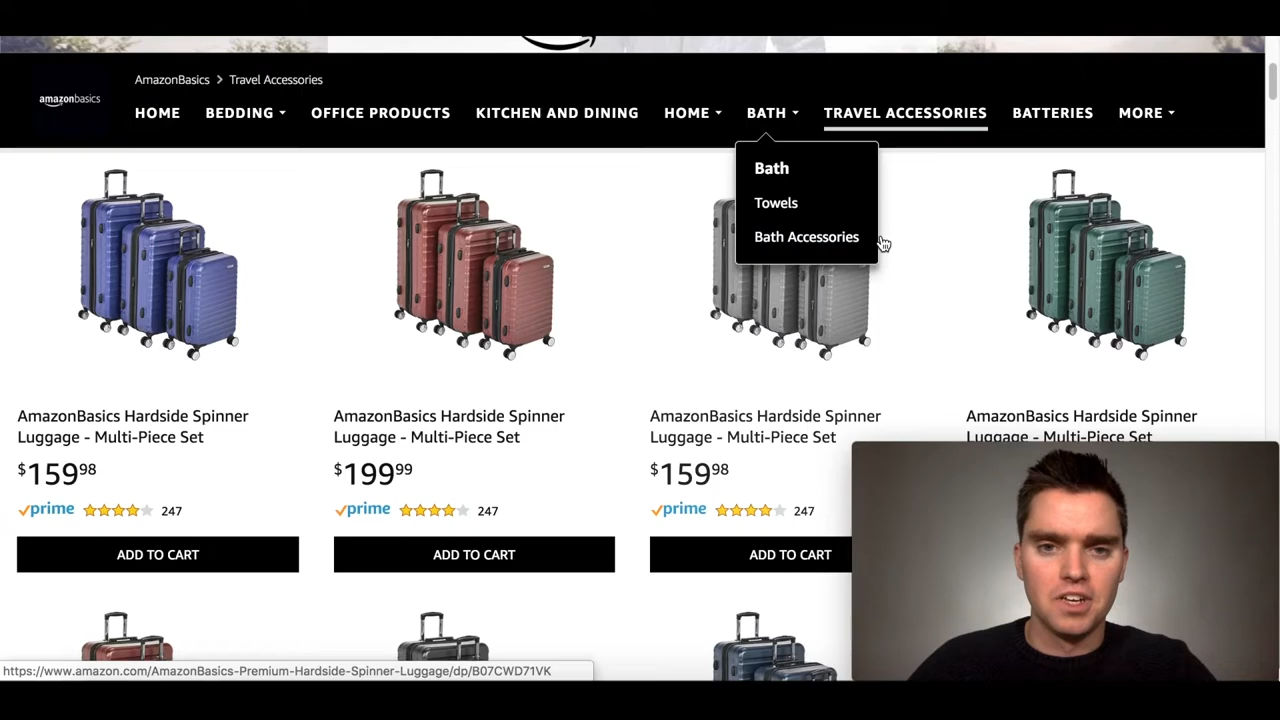 AmazonBasics > Travel Accessories
amazonbasics
HOME BEDDING OFFICE PRODUCTS KITCHEN AND DINING HOME BATH TRAVEL ACCESSORIES BATTERIES MORE
Bath
Towels
Bath Accessories
AmazonBasics Hardside Spinner
Luggage - Multi-Piece Set
$159.98
prime 247
ADD TO CART
AmazonBasics Hardside Spinner
Luggage - Multi-Piece Set
$199.99
prime 247
ADD TO CART
AmazonBasics Hardside Spinner
Luggage - Multi-Piece Set
$159.98
prime 247
ADD TO CART
AmazonBasics Hardside Spinner
Luggage - Multi-Piece Set
https://www.amazon.com/AmazonBasics-Premium-Hardside-Spinner-Luggage/dp/B07CWD71VK